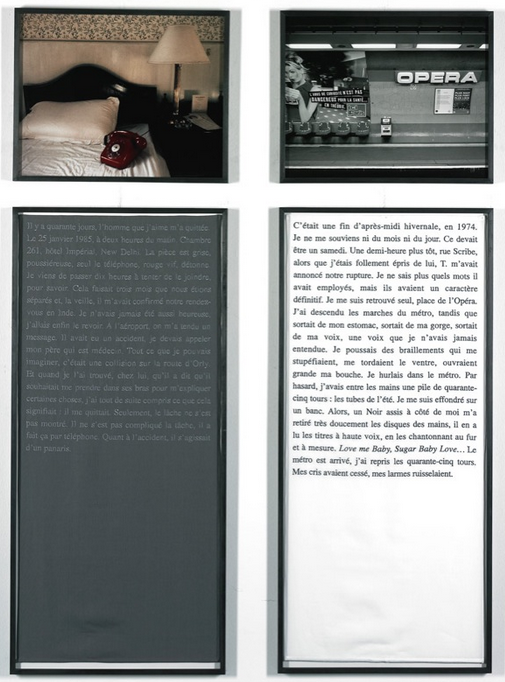 OPERA
L'ABUS DE CURIOSITÉ N'EST PAS
DANGEREUX POUR LA SANTÉ...
EN THÉORIE.
Il y a quarante jours, l'homme que j'aime m'a quittée.
Le 25 janvier 1985, à deux heures du matin. Chambre
261, hôtel Impérial, New Delhi. La pièce est grise,
poussiéreuse, seul le téléphone, rouge vif, détonne.
Je viens de passer dix heures à tenter de le joindre,
pour savoir. Cela faisait trois mois que nous étions
séparés et, la veille, il m'avait confirmé notre rendez-
vous en Inde. Je n'avais jamais été aussi heureuse,
j'allais enfin le revoir. A l'aéroport, on m'a tendu un
message. Il avait eu un accident, je devais appeler
mon père qui est médecin. Tout ce que je pouvais
imaginer, c'était une collision sur la route d'Orly.
Et quand je l'ai trouvé, chez lui, qu'il a dit qu'il
souhaitait me prendre dans ses bras pour m'expliquer
certaines choses, j'ai tout de suite compris ce que cela
signifiait : il me quittait. Seulement, le lâche ne s'est
pas montré. Il ne s'est pas compliqué la tâche, il a
fait ça par téléphone. Quant à l'accident, il s'agissait
d'un panaris.
C'était une fin d'après-midi hivernale, en 1974.
Je ne me souviens ni du mois ni du jour. Ce devait
être un samedi. Une demi-heure plus tôt, rue Scribe,
alors que j'étais follement épris de lui, T. m'avait
annoncé notre rupture. Je ne sais plus quels mots il
avait employés, mais ils avaient un caractère
définitif. Je me suis retrouvé seul, place de l'Opéra.
J'ai descendu les marches du métro, tandis que
sortait de mon estomac, sortait de ma gorge, sortait
de ma voix, une voix que je n'avais jamais
entendue. Je poussais des braillements qui me
stupéfiaient, me tordaient le ventre, ouvraient
grande ma bouche. Je hurlais dans le métro. Par
hasard, j'avais entre les mains une pile de quarante-
cinq tours : les tubes de l'été. Je me suis effondré sur
un banc. Alors, un Noir assis à côté de moi m'a
retiré très doucement les disques des mains, il en a
lu les titres à haute voix, en les chantonnant au fur
et à mesure. Love me Baby, Sugar Baby Love... Le
métro est arrivé, j'ai repris les quarante-cinq tours.
Mes cris avaient cessé, mes larmes ruisselaient.